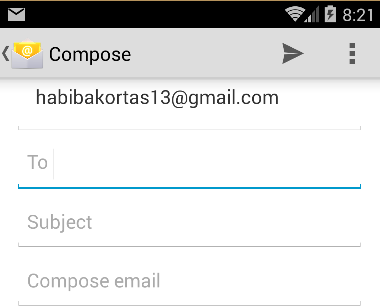 8:21
Compose
habibakortas13@gmail.com
To
Subject
Compose email